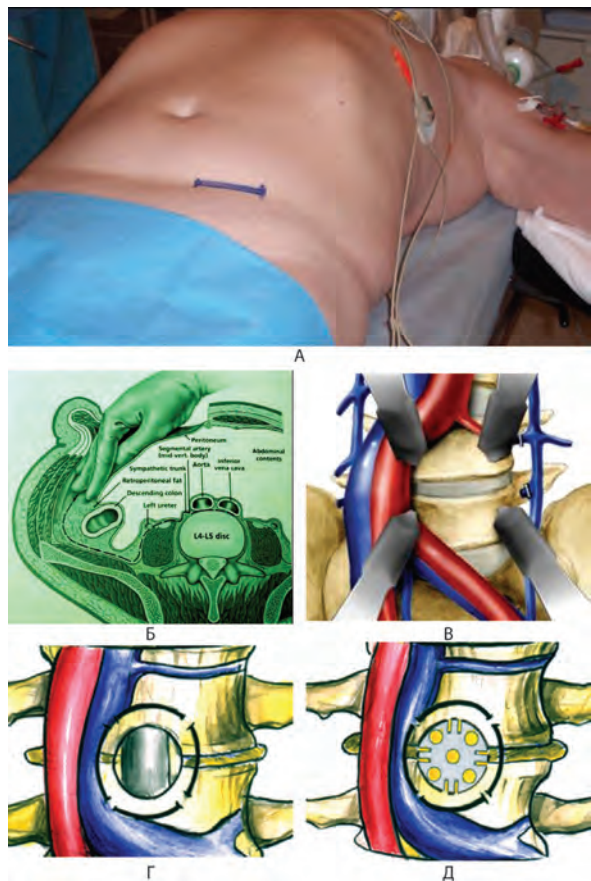 А
Peritoneum
Segmental artery
(mid vert. body)
Abdominal
contents
Sympathetic trunk
Aorta
inferior
vena cava
Retroperitoneal fat
Descending colon
Left ureter
L4-L5 disc
Б
В
Г
Д